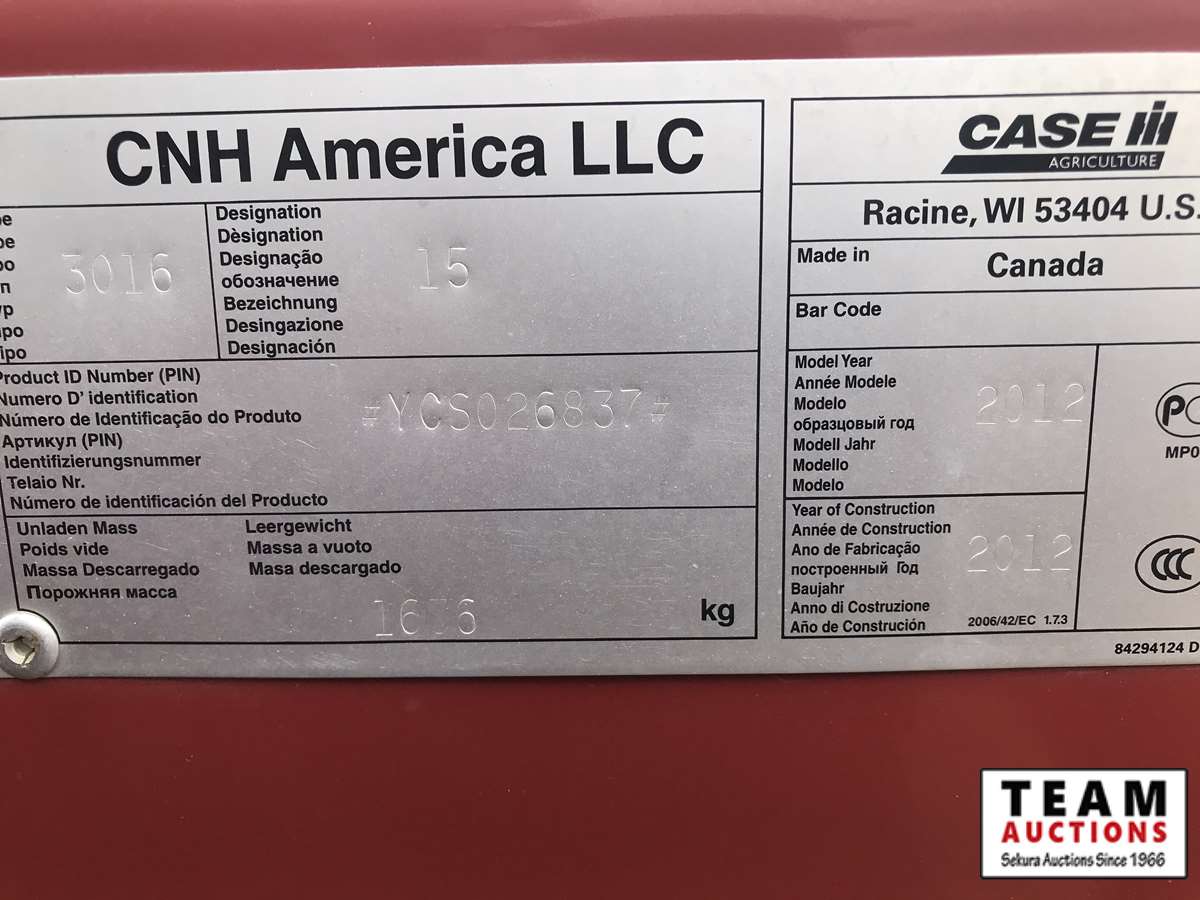 CNH America LLC
3016
Designation
Dèsignation
Designação
обозначение
Bezeichnung
Desingazione
Designación
15
Product ID Number (PIN)
Numero D' identification
Número de Identificação do Produto
Артикул (PIN)
Identifizierungsnummer
Telaio Nr.
Número de identificación del Producto
#YCS026837#
Unladen Mass
Poids vide
Massa Descarregado
Порожняя масса
Leergewicht
Massa a vuoto
Masa descargado
kg
CASE IH
AGRICULTURE
Racine, WI 53404 U.S.
Made in Canada
Bar Code
Model Year
Année Modele
Modelo
образцовый год
Modell Jahr
Modello
Modelo
2012
Year of Construction
Année de Construction
Ano de Fabricação
построенный Год
Baujahr
Anno di Costruzione
Año de Construción
2012
2006/42/EC 1.7.3
CCC
84294124 D
TEAM
AUCTIONS
Sekura Auctions Since 1966